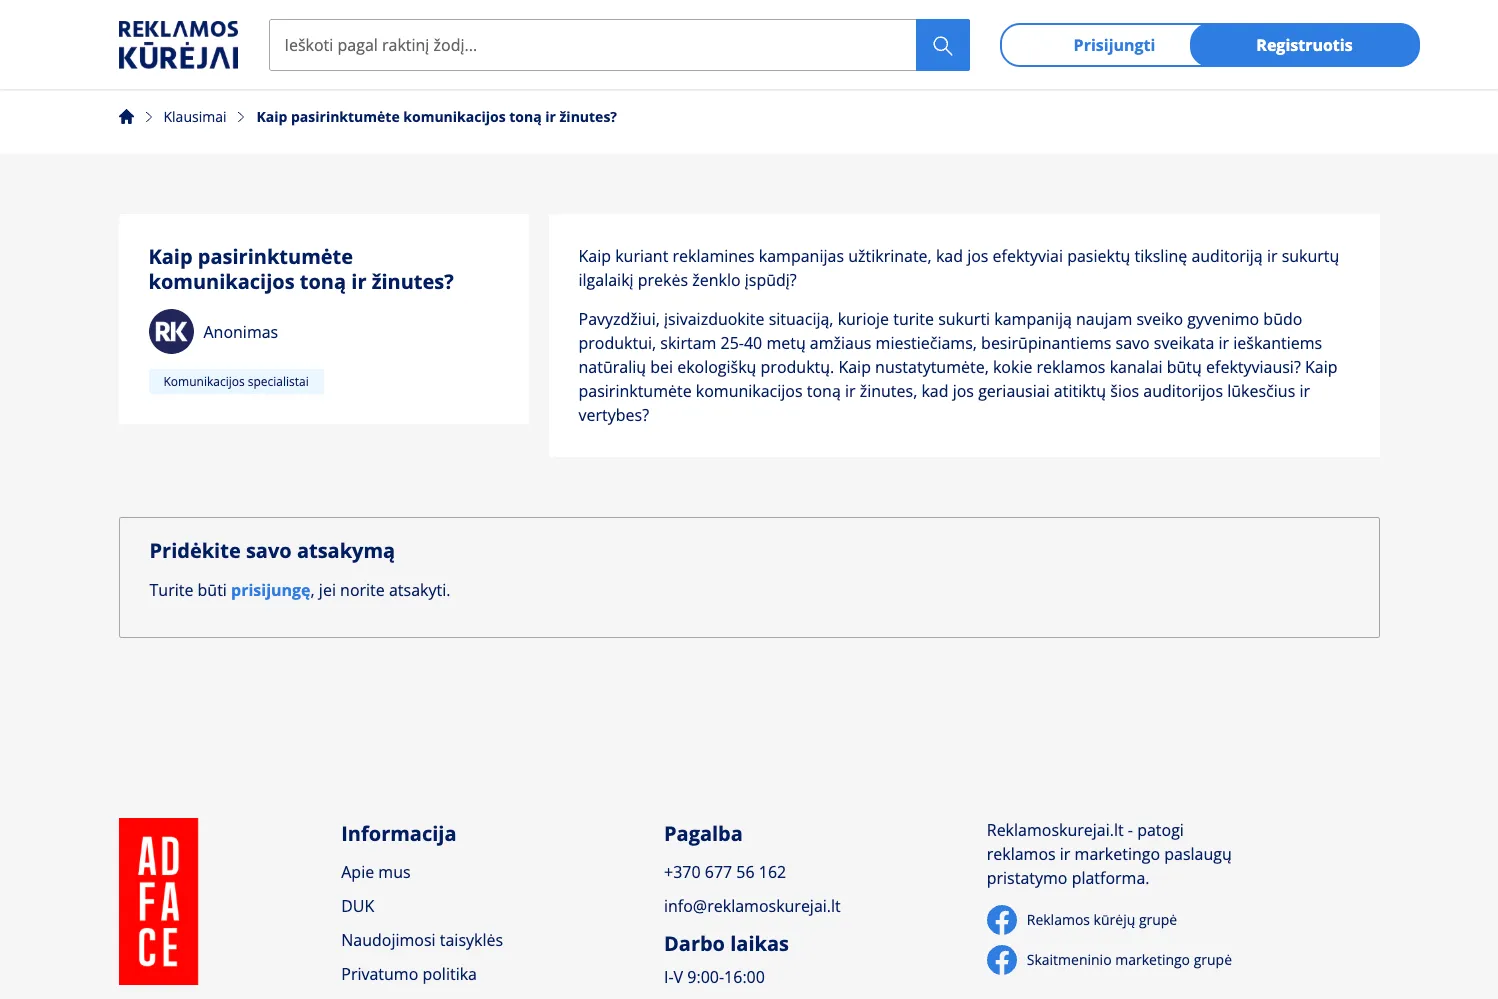 REKLAMOS
KŪRĖJAI
Ieškoti pagal raktinį žodį...
Prisijungti
Registruotis
Klausimai
Kaip pasirinktumėte komunikacijos toną ir žinutes?
Kaip pasirinktumėte
komunikacijos toną ir žinutes?
RK
Anonimas
Komunikacijos specialistai
Kaip kuriant reklamines kampanijas užtikrinate, kad jos efektyviai pasiektų tikslinę auditoriją ir sukurtų
ilgalaikį prekės ženklo įspūdį?
Pavyzdžiui, įsivaizduokite situaciją, kurioje turite sukurti kampaniją naujam sveiko gyvenimo būdo
produktui, skirtam 25-40 metų amžiaus miestiečiams, besirūpinantiems savo sveikata ir ieškantiems
natūralių bei ekologiškų produktų. Kaip nustatytumėte, kokie reklamos kanalai būtų efektyviausi? Kaip
pasirinktumėte komunikacijos toną ir žinutes, kad jos geriausiai atitiktų šios auditorijos lūkesčius ir
vertybes?
Pridėkite savo atsakymą
Turite būti prisijungę, jei norite atsakyti.
AD
FA
CE
Informacija
Apie mus
DUK
Naudojimosi taisyklės
Privatumo politika
Pagalba
+370 677 56 162
info@reklamoskurejai.lt
Darbo laikas
I-V 9:00-16:00
Reklamoskurejai.lt - patogi
reklamos ir marketingo paslaugų
pristatymo platforma.
Reklamos kūrėjų grupė
Skaitmeninio marketingo grupė